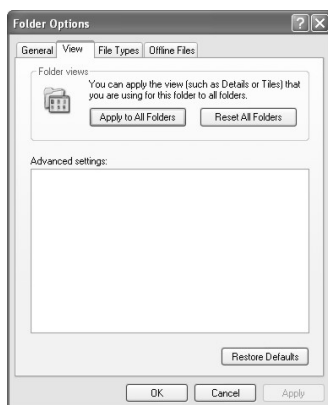 Folder Options
General View File Types Offline Files
Folder views
You can apply the view (such as Details or Tiles) that
you are using for this folder to all folders.
Apply to All Folders Reset All Folders
Advanced settings:
Restore Defaults
OK Cancel Apply